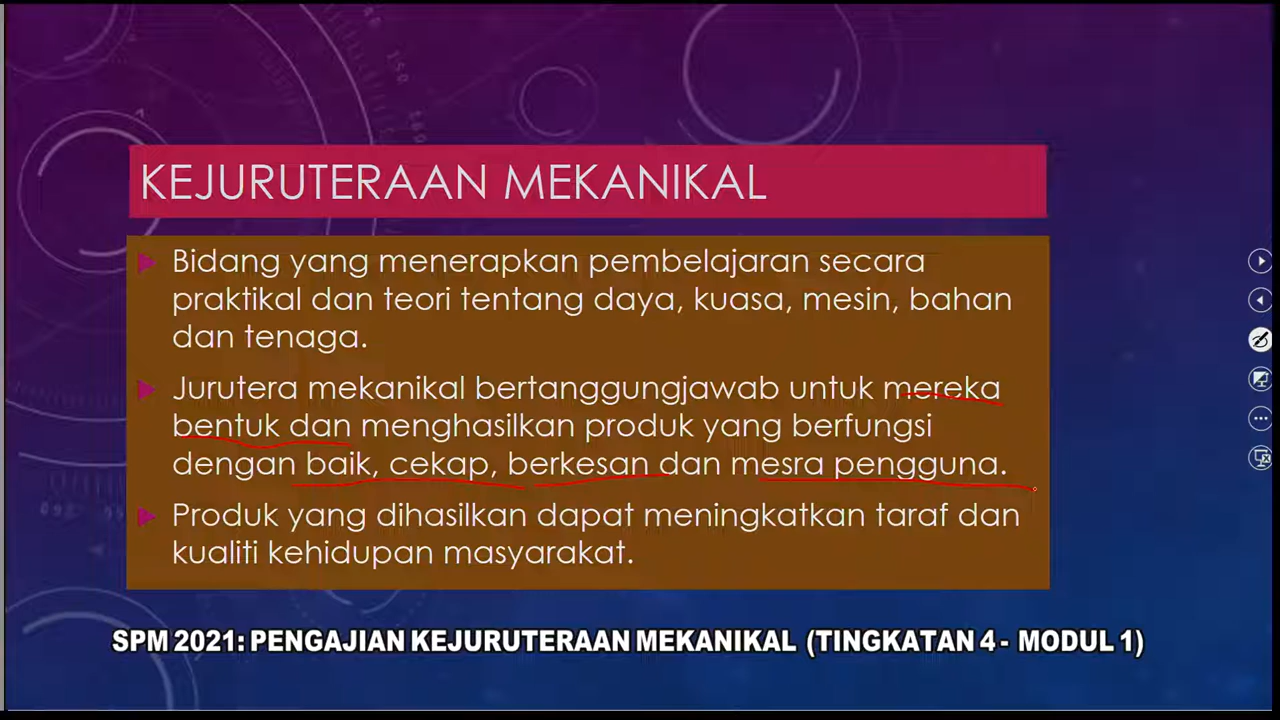 KEJURUTERAAN MEKANIKAL
Bidang yang menerapkan pembelajaran secara
praktikal dan teori tentang daya, kuasa, mesin, bahan
dan tenaga.
Jurutera mekanikal bertanggungjawab untuk mereka
bentuk dan menghasilkan produk yang berfungsi
dengan baik, cekap, berkesan dan mesra pengguna.
Produk yang dihasilkan dapat meningkatkan taraf dan
kualiti kehidupan masyarakat.
SPM 2021: PENGAJIAN KEJURUTERAAN MEKANIKAL (TINGKATAN 4 - MODUL 1)